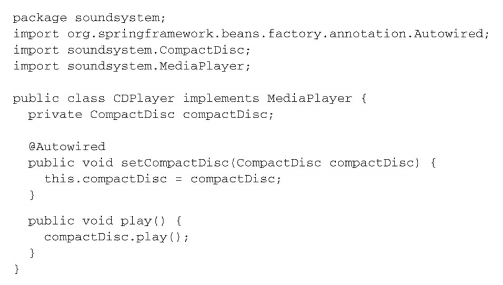 package soundsystem;
import org.springframework.beans.factory.annotation.Autowired;
import soundsystem.CompactDisc;
import soundsystem.MediaPlayer;

public class CDPlayer implements MediaPlayer {
  private CompactDisc compactDisc;

  @Autowired
  public void setCompactDisc(CompactDisc compactDisc) {
    this.compactDisc = compactDisc;
  }

  public void play() {
    compactDisc.play();
  }
}